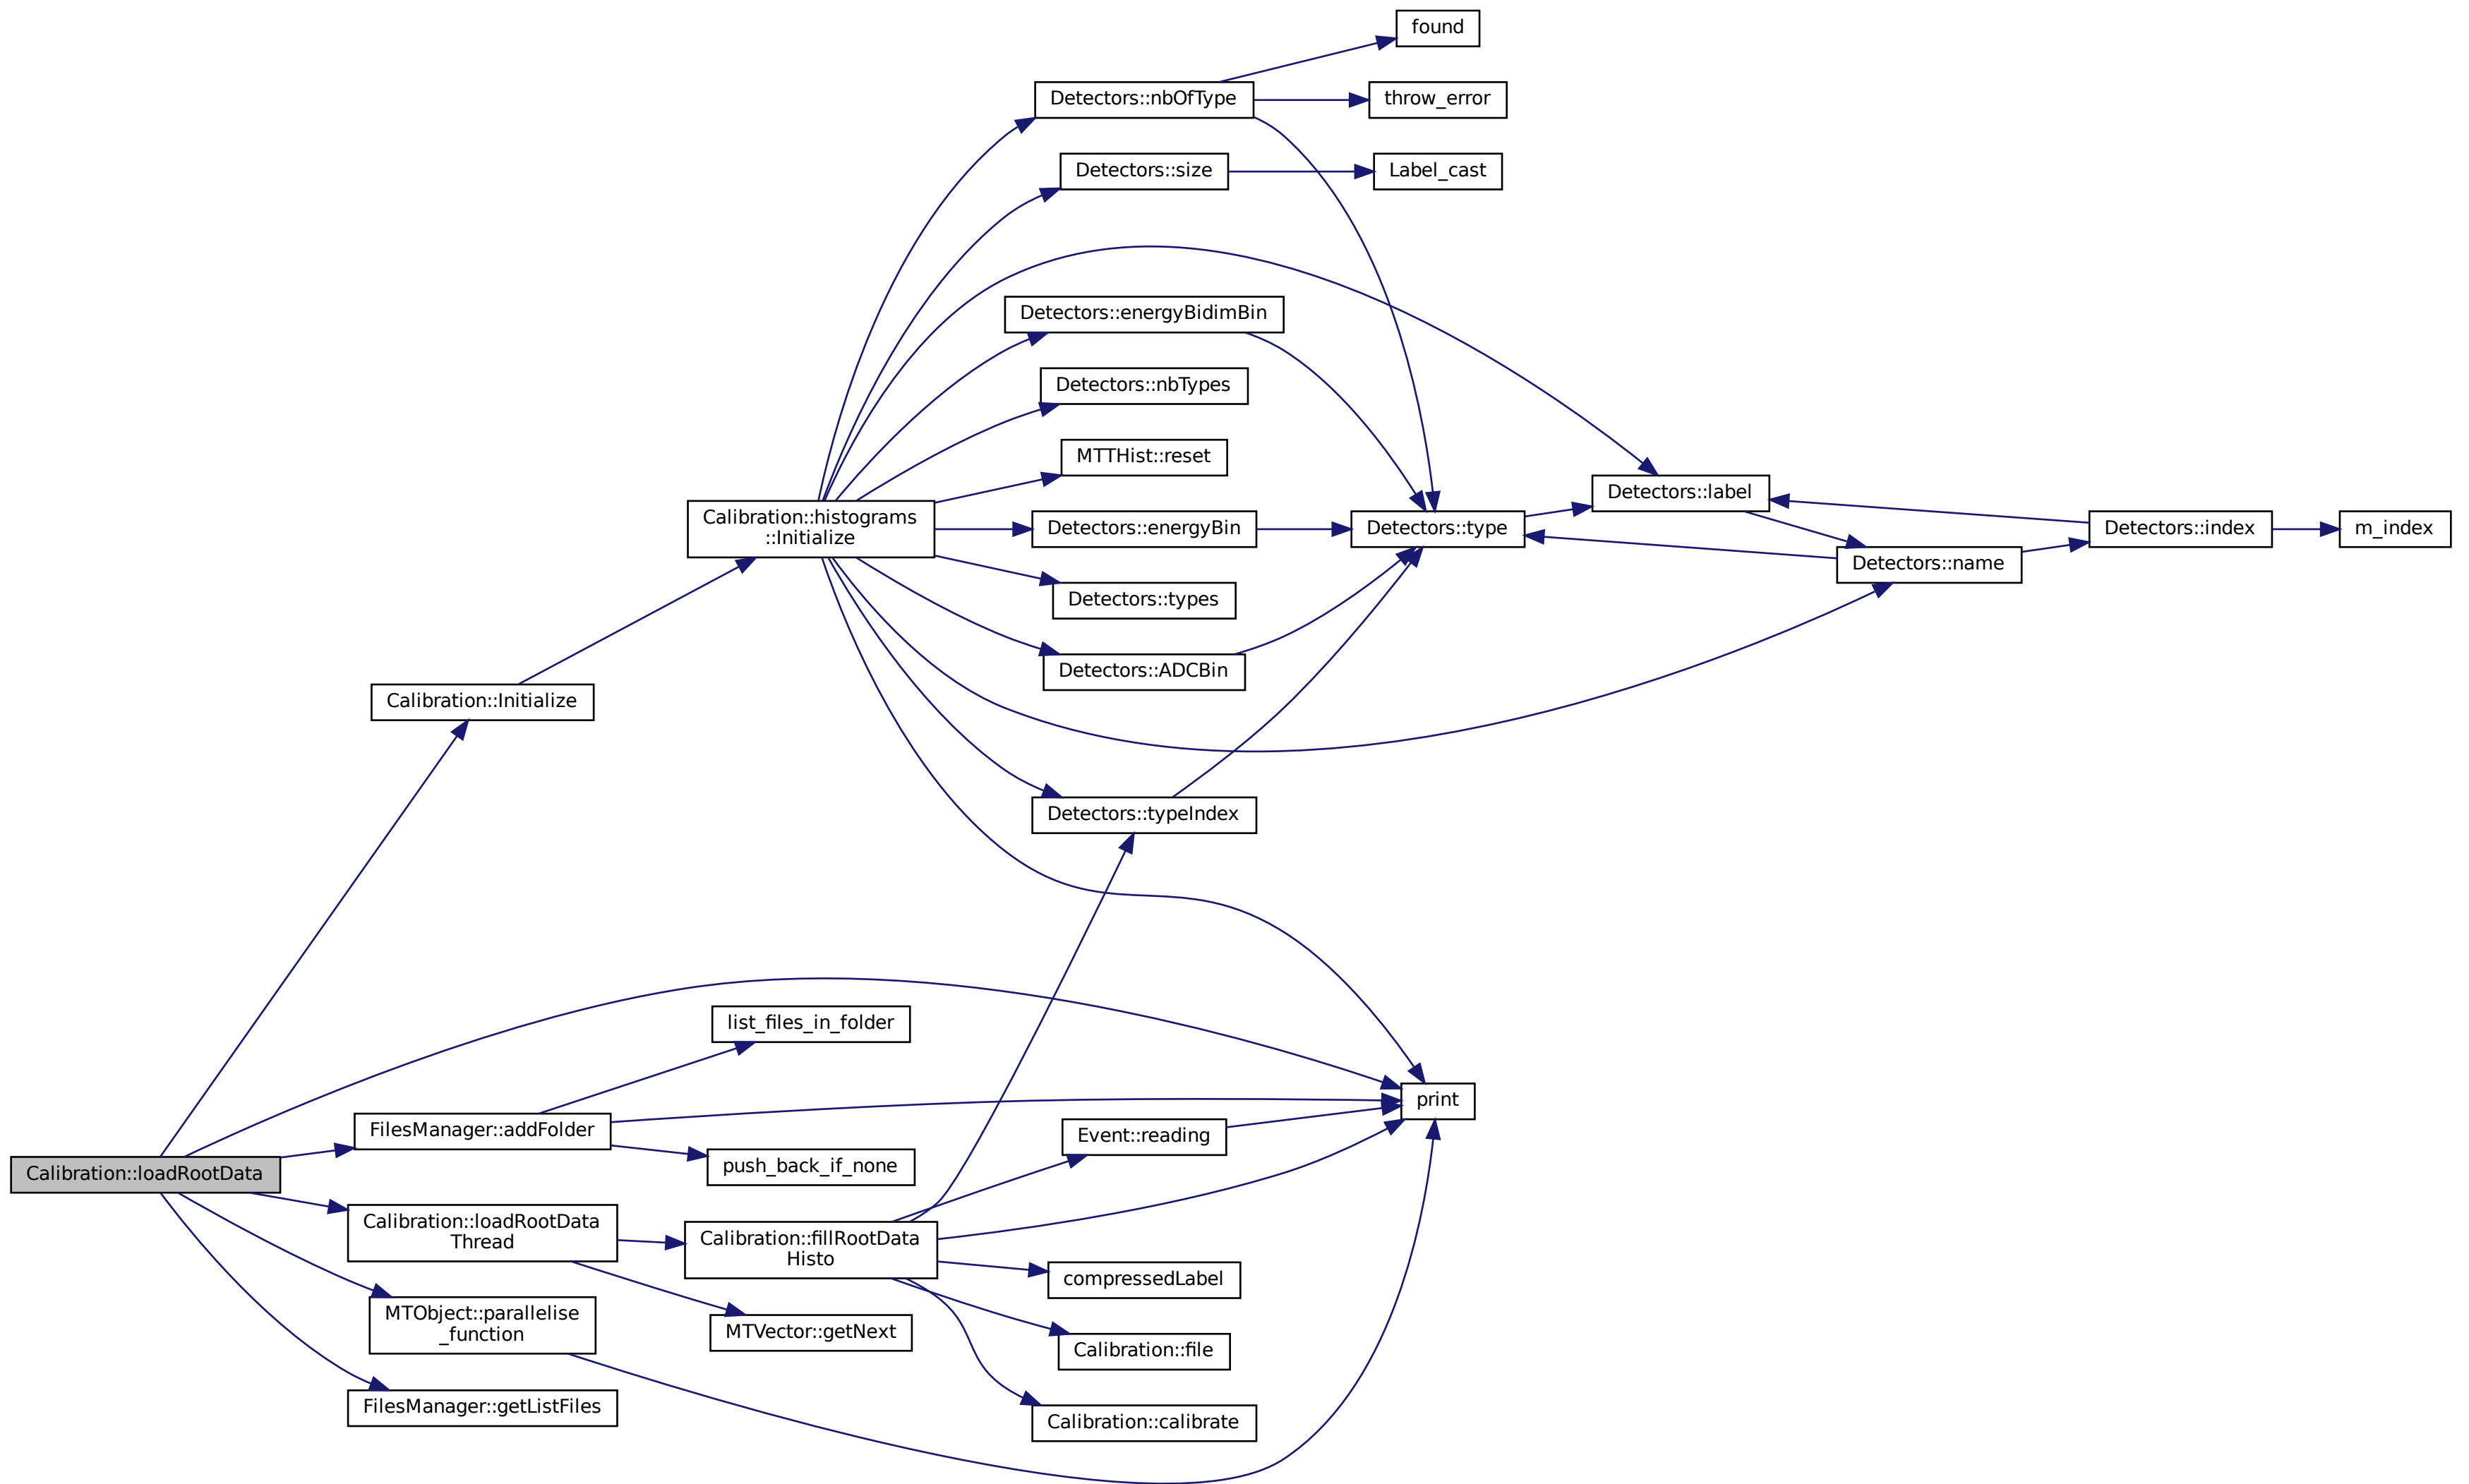 found
Detectors::nbOfType
throw_error
Detectors::size
Label_cast
Detectors::energyBidimBin
Detectors::nbTypes
MTTHist::reset
Detectors::label
Calibration::histograms
::Initialize
Detectors::energyBin
Detectors::type
Detectors::index
m_index
Detectors::name
Detectors::types
Detectors::ADCBin
Calibration::Initialize
Detectors::typeIndex
list_files_in_folder
print
FilesManager::addFolder
Event::reading
push_back_if_none
Calibration::loadRootData
Calibration::loadRootData
Thread
Calibration::fillRootData
Histo
compressedLabel
MTObject::parallelise
_function
MTVector::getNext
Calibration::file
FilesManager::getListFiles
Calibration::calibrate